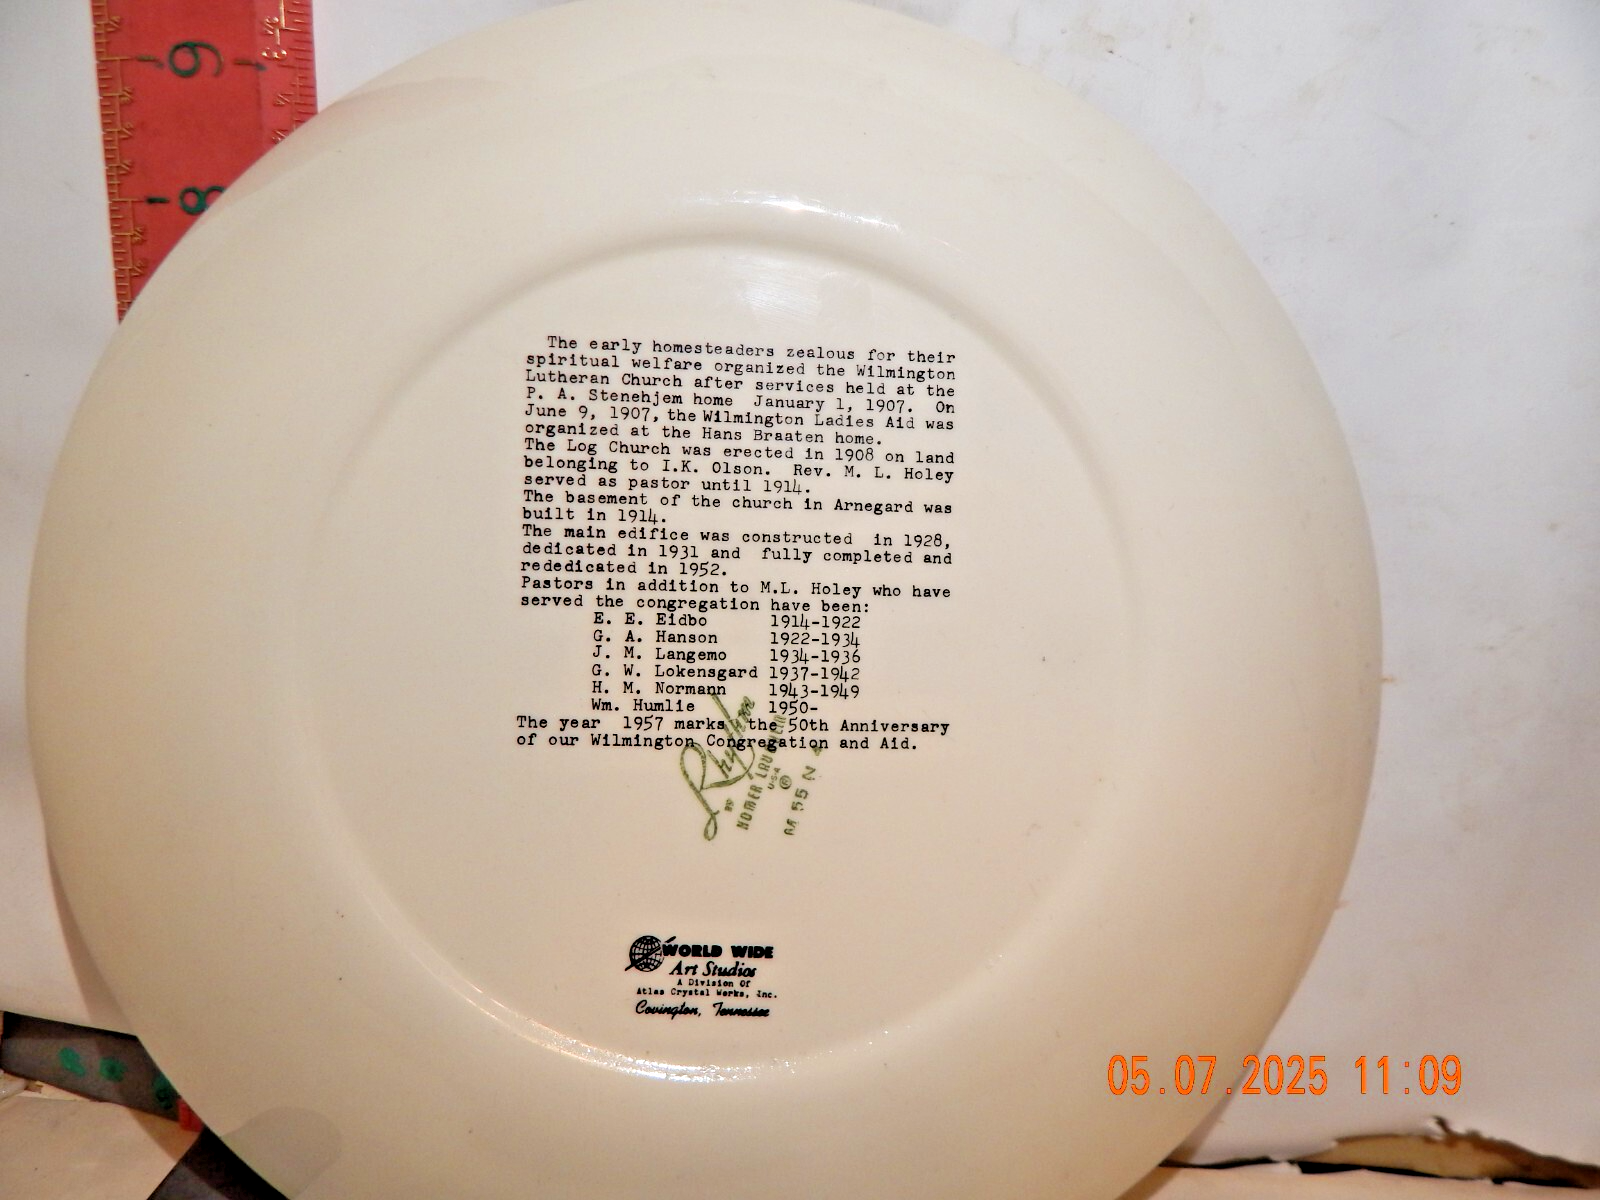 9
8
The early homesteaders zealous for their
spiritual welfare organized the Wilmington
Lutheran Church after services held at the
P. A. Stenehjem home January 1, 1907. On
June 9, 1907, the Wilmington Ladies Aid was
organized at the Hans Braaten home.
The Log Church was erected in 1908 on land
belonging to I.K. Olson. Rev. M. L. Holey
served as pastor until 1914.
The basement of the church in Arnegard was
built in 1914.
The main edifice was constructed in 1928,
dedicated in 1931 and fully completed and
rededicated in 1952.
Pastors in addition to M.L. Holey who have
served the congregation have been:
E. E. Eidbo 1914-1922
G. A. Hanson 1922-1934
J. M. Langemo 1934-1936
G. W. Lokensgard 1937-1942
H. M. Normann 1943-1949
Wm. Humlie 1950-
The year 1957 marks the 50th Anniversary
of our Wilmington Congregation and Aid.
Rhythm
BY
HOMER LAUGHLIN
U.S.A.
M 55 N
WORLD WIDE
Art Studios
A Division Of
Atlas Crystal Works, Inc.
Covington, Tennessee
05.07.2025 11:09